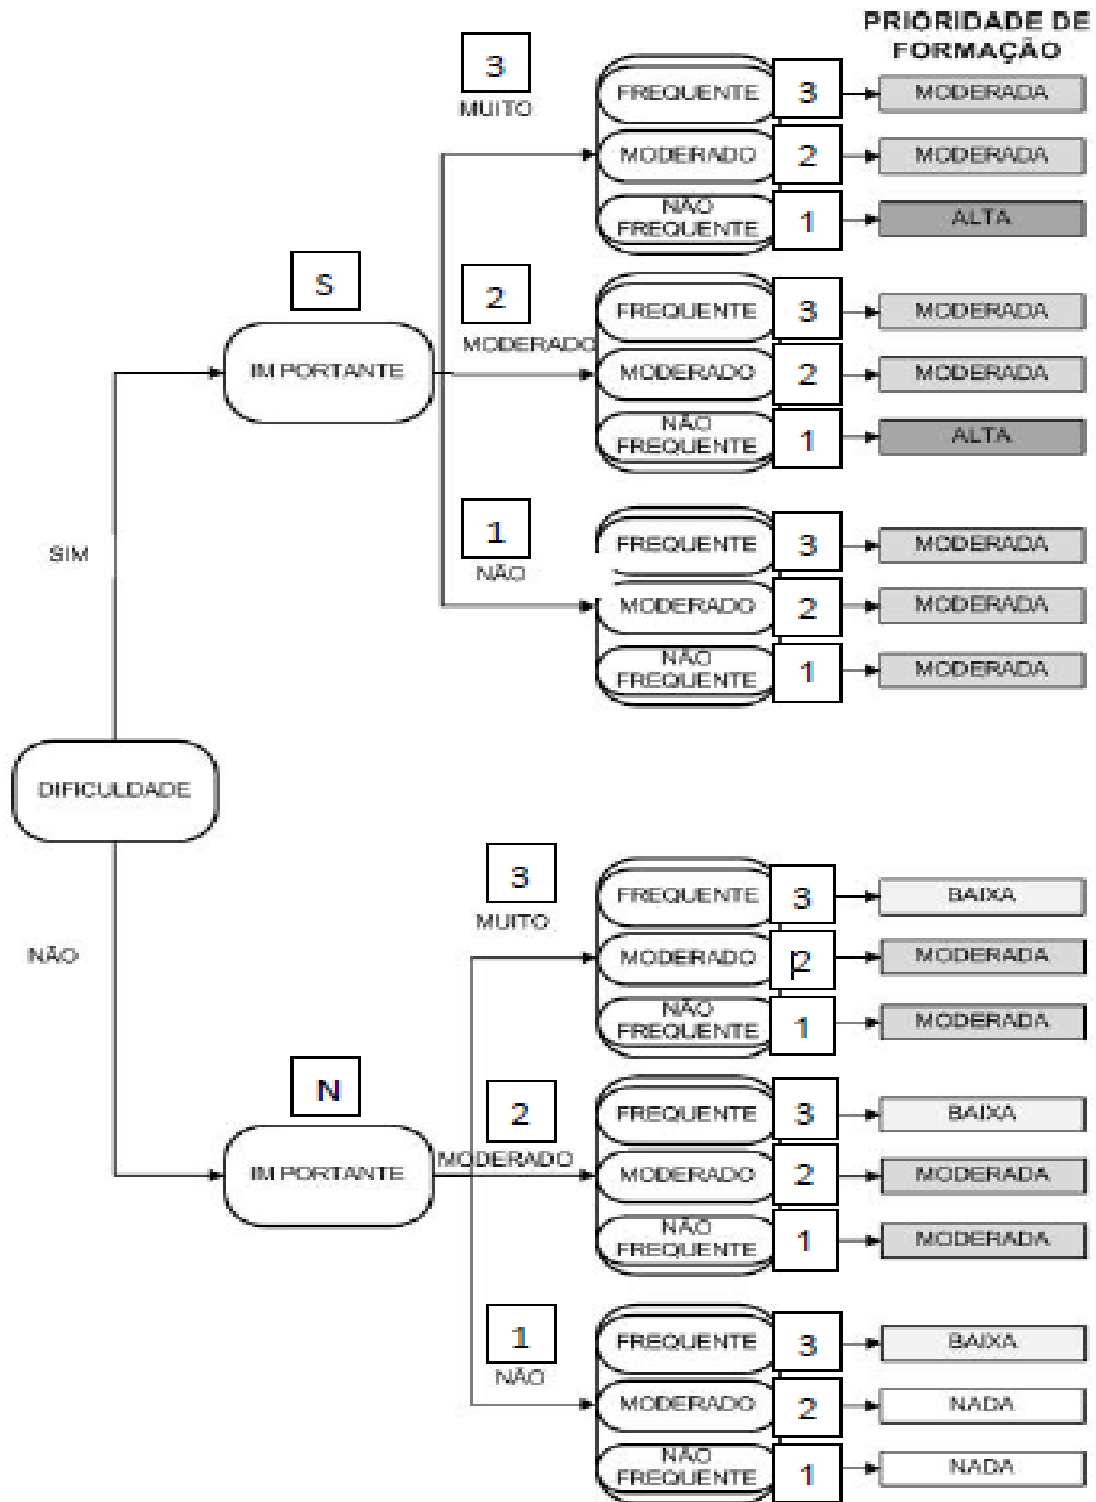 PRIORIDADE DE
FORMAÇÃO
3
MUITO
FREQUENTE 3 MODERADA
MODERADO 2 MODERADA
NÃO
FREQUENTE 1 ALTA
S
IMPORTANTE
2
MODERADO
FREQUENTE 3 MODERADA
MODERADO 2 MODERADA
NÃO
FREQUENTE 1 ALTA
SIM
1
NÃO
FREQUENTE 3 MODERADA
MODERADO 2 MODERADA
NÃO
FREQUENTE 1 MODERADA
DIFICULDADE
NÃO
3
MUITO
FREQUENTE 3 BAIXA
MODERADO 2 MODERADA
NÃO
FREQUENTE 1 MODERADA
N
IMPORTANTE
2
MODERADO
FREQUENTE 3 BAIXA
MODERADO 2 MODERADA
NÃO
FREQUENTE 1 MODERADA
1
NÃO
FREQUENTE 3 BAIXA
MODERADO 2 NADA
NÃO
FREQUENTE 1 NADA